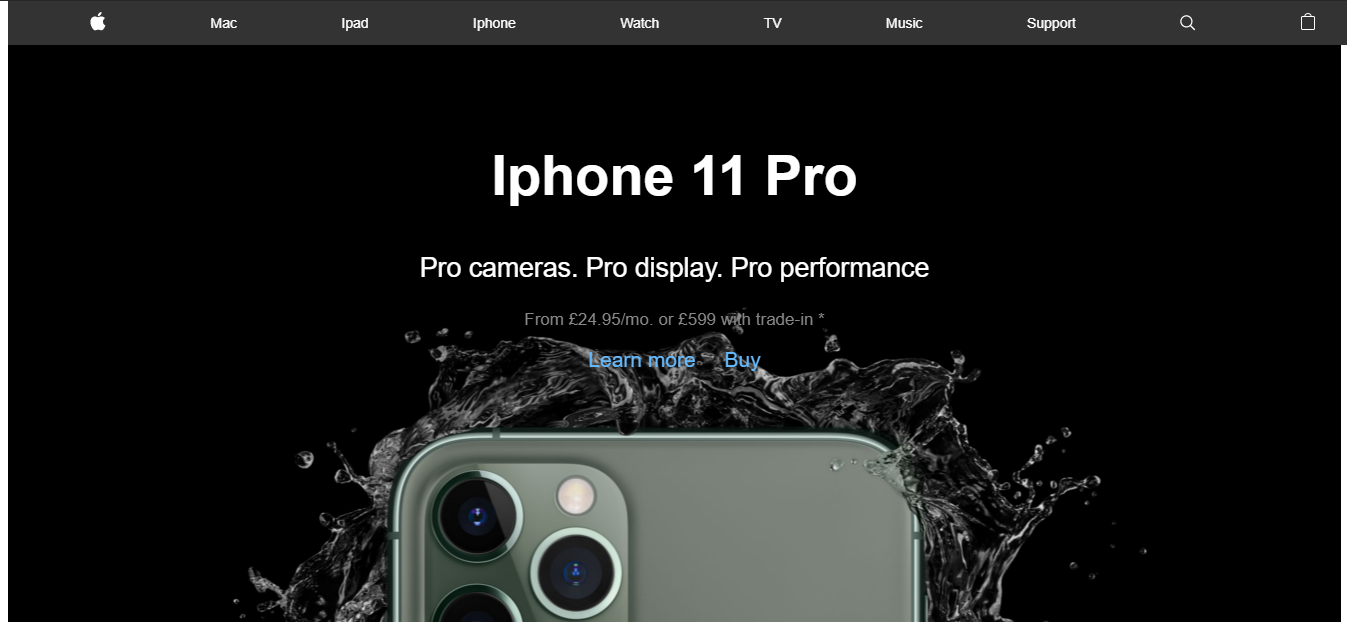 Mac Ipad Iphone Watch TV Music Support
Iphone 11 Pro
Pro cameras. Pro display. Pro performance
From £24.95/mo. or £599 with trade-in *
Learn more Buy